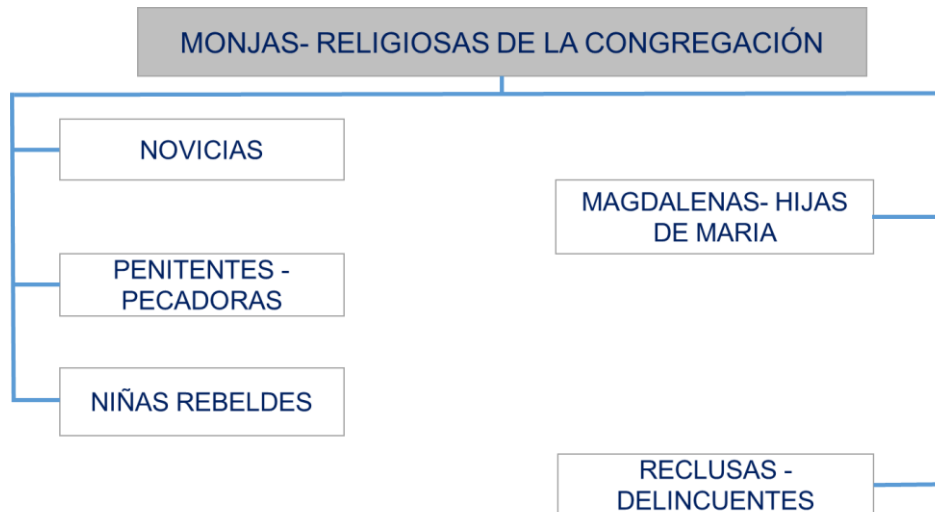 MONJAS- RELIGIOSAS DE LA CONGREGACIÓN
NOVICIAS
MAGDALENAS- HIJAS
DE MARIA
PENITENTES -
PECADORAS
NIÑAS REBELDES
RECLUSAS -
DELINCUENTES